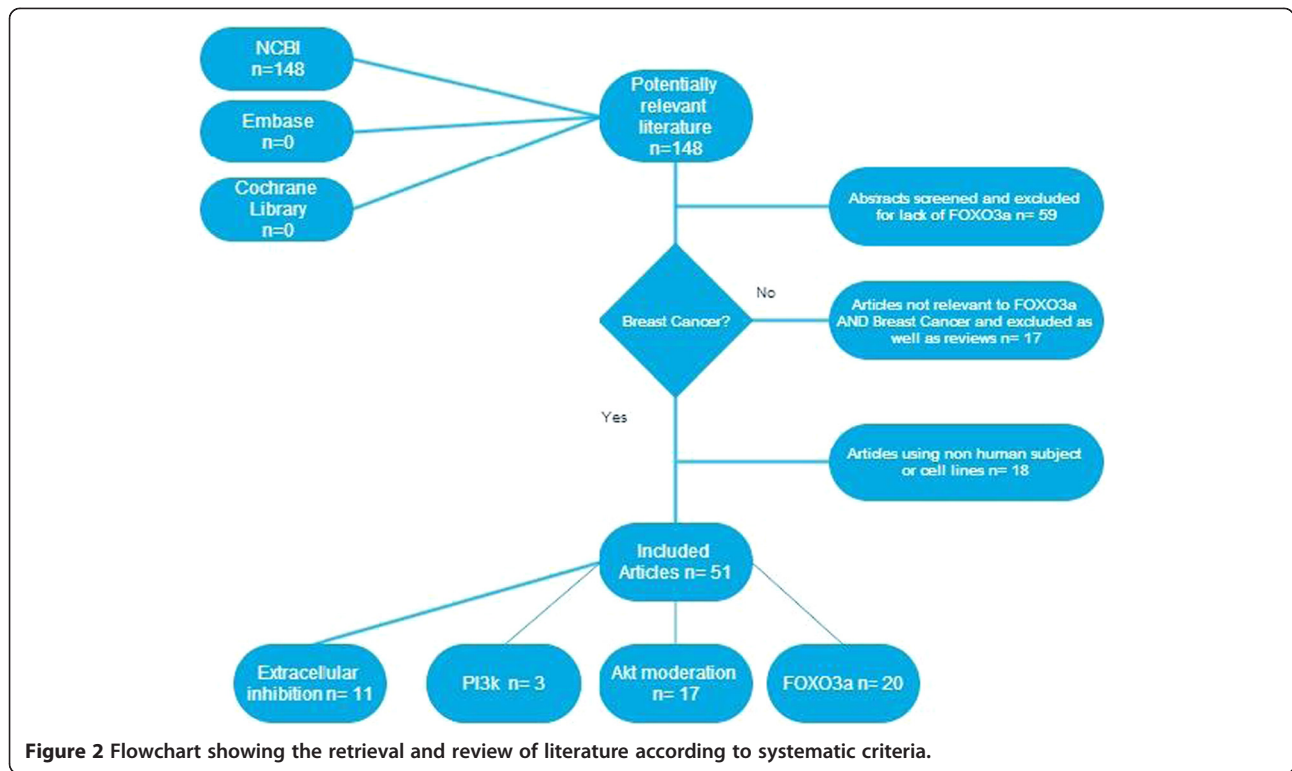 NCBI
n=148
Embase
n=0
Cochrane
Library
n=0
Potentially
relevant
literature
n=148
Abstracts screened and excluded
for lack of FOXO3a n= 59
Breast Cancer?
No
Articles not relevant to FOXO3a
AND Breast Cancer and excluded as
well as reviews n= 17
Yes
Articles using non human subject
or cell lines n= 18
Included
Articles n= 51
Extracellular
inhibition n= 11
PI3k n= 3
Akt moderation
n= 17
FOXO3a n= 20
Figure 2 Flowchart showing the retrieval and review of literature according to systematic criteria.